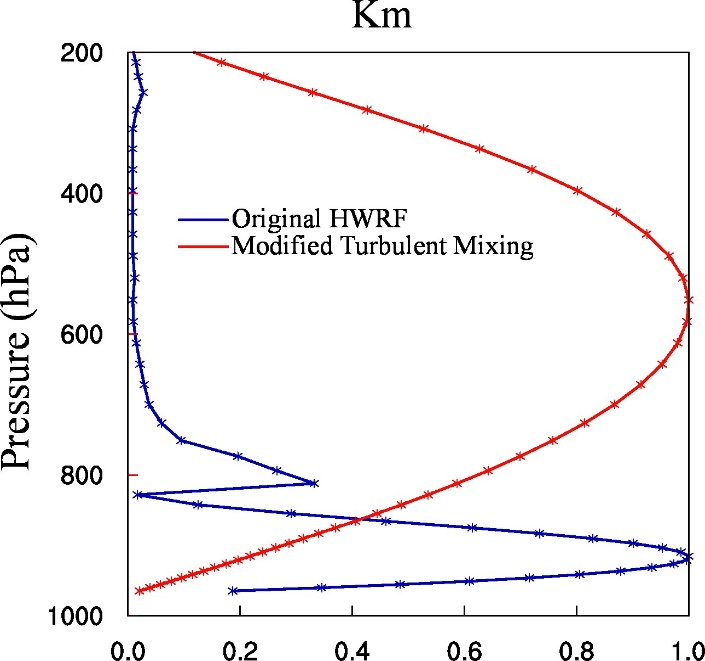 Km
200
400
600
800
1000
Pressure (hPa)
Original HWRF
Modified Turbulent Mixing
0.0 0.2 0.4 0.6 0.8 1.0